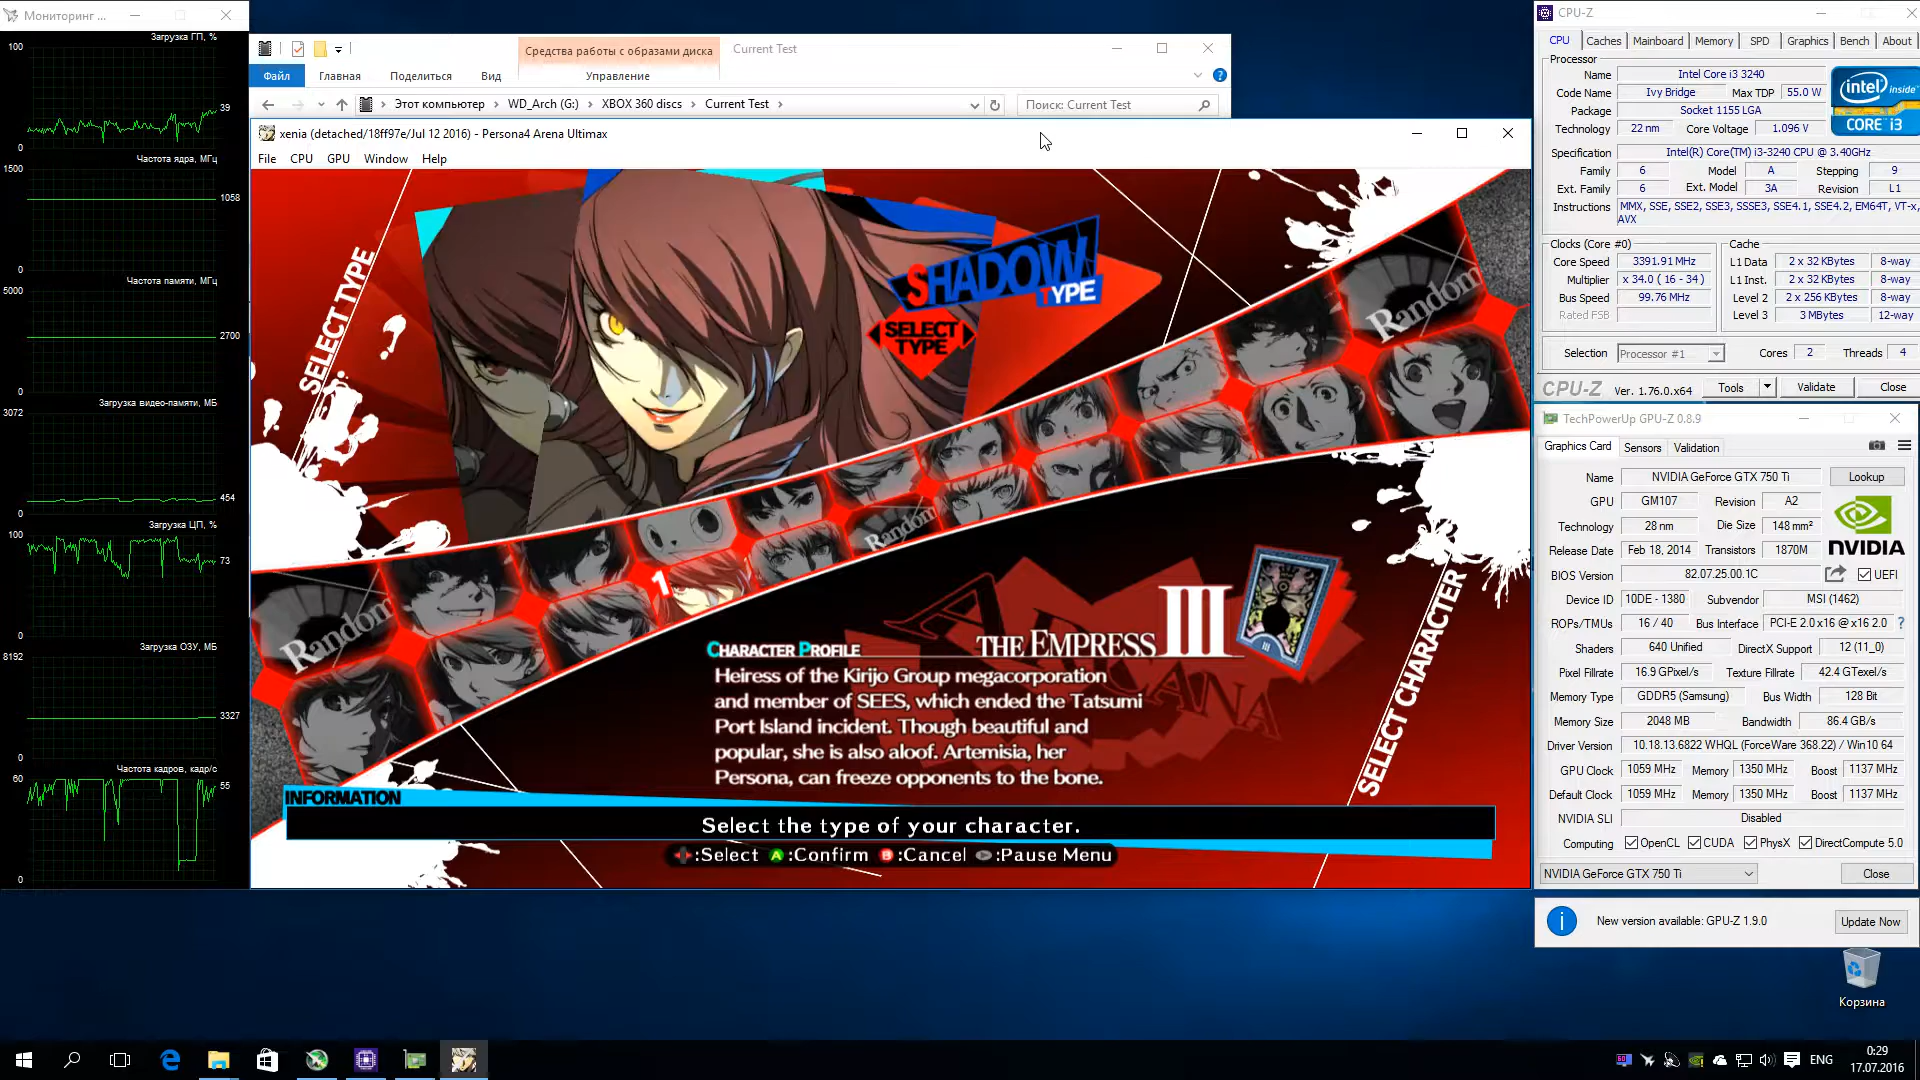 Мониторинг ...
Загрузка ГП, %
100
39
0
Частота ядра, МГц
1500
1058
0
Частота памяти, МГц
5000
2700
0
Загрузка видео-памяти, МБ
3072
454
0
Загрузка ЦП, %
100
73
0
Загрузка ОЗУ, МБ
8192
3327
0
Частота кадров, кадр/с
60
55
0
Средства работы с образами диска
Current Test
Файл
Главная
Поделиться
Вид
Управление
Этот компьютер
WD_Arch (G:)
XBOX 360 discs
Current Test
Поиск: Current Test
xenia (detached/18ff97e/Jul 12 2016) - Persona4 Arena Ultimax
File CPU GPU Window Help
SELECT TYPE ?
SHADOW TYPE
SELECT TYPE
Random
Random
Random
1
ARCANA
THE EMPRESS III
III
CHARACTER PROFILE
Heiress of the Kirijo Group megacorporation
and member of SEES, which ended the Tatsumi
Port Island incident. Though beautiful and
popular, she is also aloof. Artemisia, her
Persona, can freeze opponents to the bone.
SELECT CHARACTER
INFORMATION
Select the type of your character.
:Select A:Confirm B:Cancel :Pause Menu
CPU-Z
CPU Caches Mainboard Memory SPD Graphics Bench About
Processor
Name Intel Core i3 3240
Code Name Ivy Bridge Max TDP 55.0 W
Package Socket 1155 LGA
Technology 22 nm Core Voltage 1.096 V
intel inside™
CORE i3
Specification Intel(R) Core(TM) i3-3240 CPU @ 3.40GHz
Family 6 Model A Stepping 9
Ext. Family 6 Ext. Model 3A Revision L1
Instructions MMX, SSE, SSE2, SSE3, SSSE3, SSE4.1, SSE4.2, EM64T, VT-x,
AVX
Clocks (Core #0)
Core Speed 3391.91 MHz
Multiplier x 34.0 ( 16 - 34 )
Bus Speed 99.76 MHz
Rated FSB
Cache
L1 Data 2 x 32 KBytes 8-way
L1 Inst. 2 x 32 KBytes 8-way
Level 2 2 x 256 KBytes 8-way
Level 3 3 MBytes 12-way
Selection Processor #1 Cores 2 Threads 4
CPU-Z Ver. 1.76.0.x64 Tools Validate Close
TechPowerUp GPU-Z 0.8.9
Graphics Card Sensors Validation
Name NVIDIA GeForce GTX 750 Ti Lookup
GPU GM107 Revision A2
Technology 28 nm Die Size 148 mm²
Release Date Feb 18, 2014 Transistors 1870M
NVIDIA
BIOS Version 82.07.25.00.1C UEFI
Device ID 10DE - 1380 Subvendor MSI (1462)
ROPs/TMUs 16 / 40 Bus Interface PCI-E 2.0 x16 @ x16 2.0 ?
Shaders 640 Unified DirectX Support 12 (11_0)
Pixel Fillrate 16.9 GPixel/s Texture Fillrate 42.4 GTexel/s
Memory Type GDDR5 (Samsung) Bus Width 128 Bit
Memory Size 2048 MB Bandwidth 86.4 GB/s
Driver Version 10.18.13.6822 WHQL (ForceWare 368.22) / Win10 64
GPU Clock 1059 MHz Memory 1350 MHz Boost 1137 MHz
Default Clock 1059 MHz Memory 1350 MHz Boost 1137 MHz
NVIDIA SLI Disabled
Computing OpenCL CUDA PhysX DirectCompute 5.0
NVIDIA GeForce GTX 750 Ti Close
New version available: GPU-Z 1.9.0 Update Now
Корзина
ENG
0:29
17.07.2016